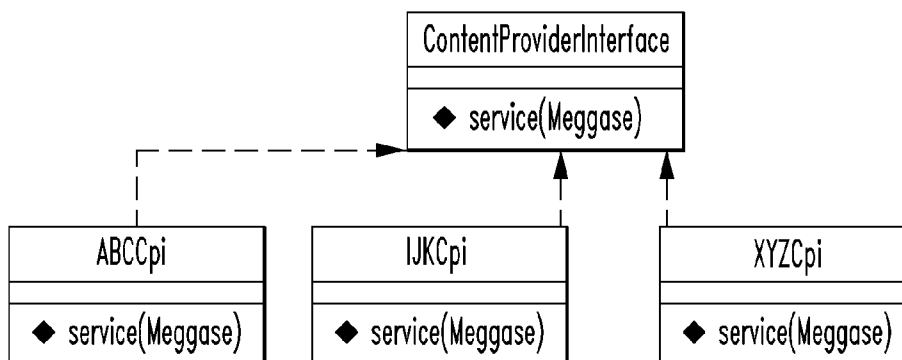 ContentProviderInterface
◆ service(Meggase)
ABCCpi
IJKCpi
XYZCpi
◆ service(Meggase)
◆ service(Meggase)
◆ service(Meggase)